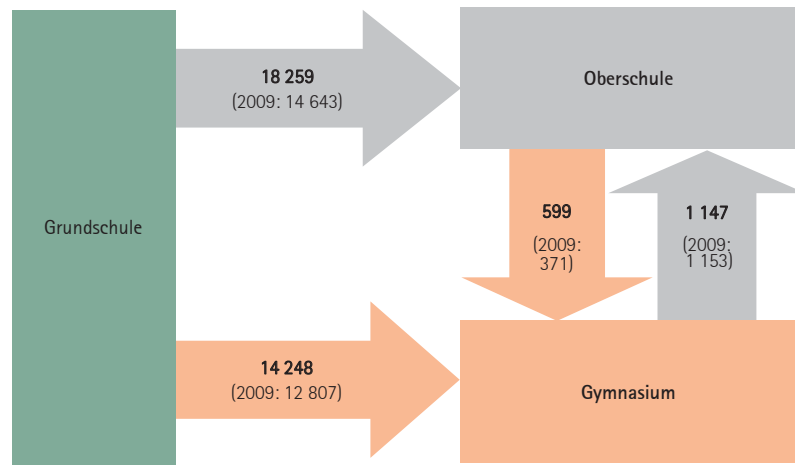 18 259
(2009: 14 643)
Oberschule
Grundschule
599
(2009:
371)
1 147
(2009:
1 153)
14 248
(2009: 12 807)
Gymnasium